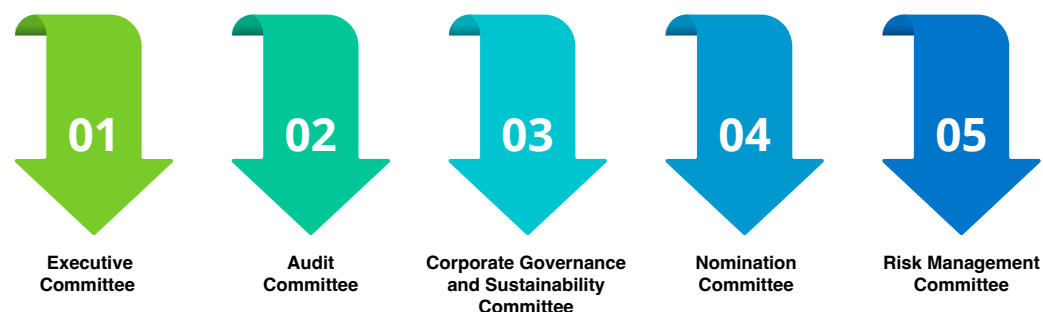 01
02
03
04
05
Executive
Committee
Audit
Committee
Corporate Governance
and Sustainability
Committee
Nomination
Committee
Risk Management
Committee